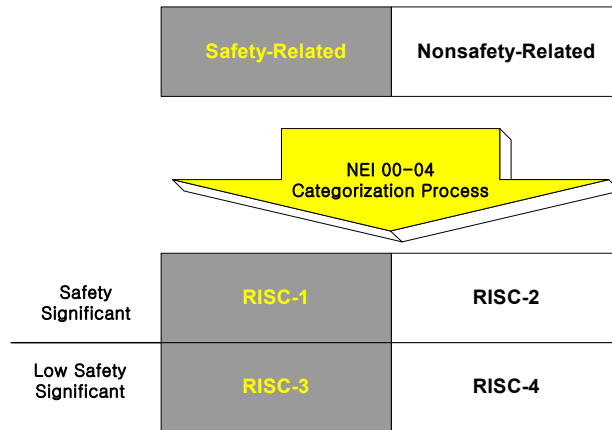 Safety-Related
Nonsafety-Related
NEI 00-04
Categorization Process
Safety
Significant
RISC-1
RISC-2
Low Safety
Significant
RISC-3
RISC-4